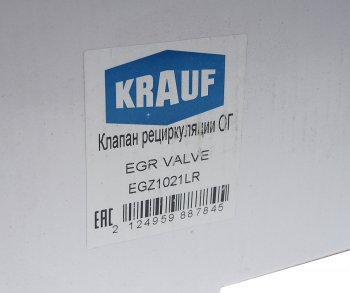 KRAUF
Клапан рециркуляции ОГ
EGR VALVE
EGZ1021LR
EAC
2 124959 887845